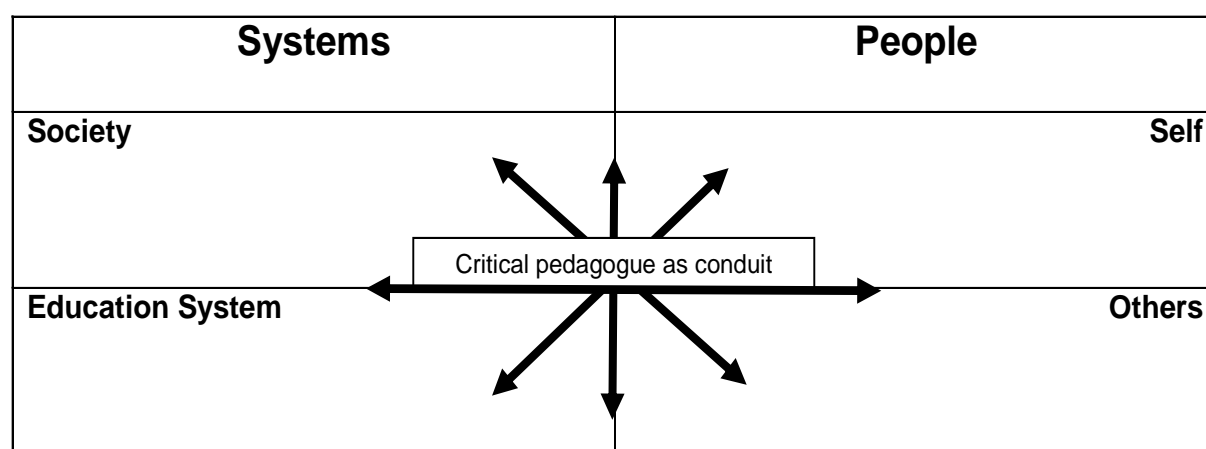 Systems
People
Society
Self
Critical pedagogue as conduit
Education System
Others